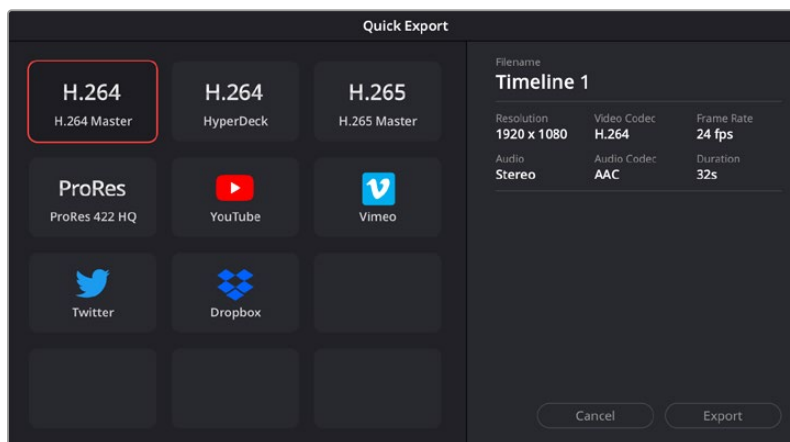 Quick Export
H.264
H.264 Master
H.264
HyperDeck
H.265
H.265 Master
ProRes
ProRes 422 HQ
YouTube
Vimeo
Twitter
Dropbox
Filename
Timeline 1
Resolution Video Codec Frame Rate
1920 x 1080 H.264 24 fps
Audio Audio Codec Duration
Stereo AAC 32s
Cancel Export